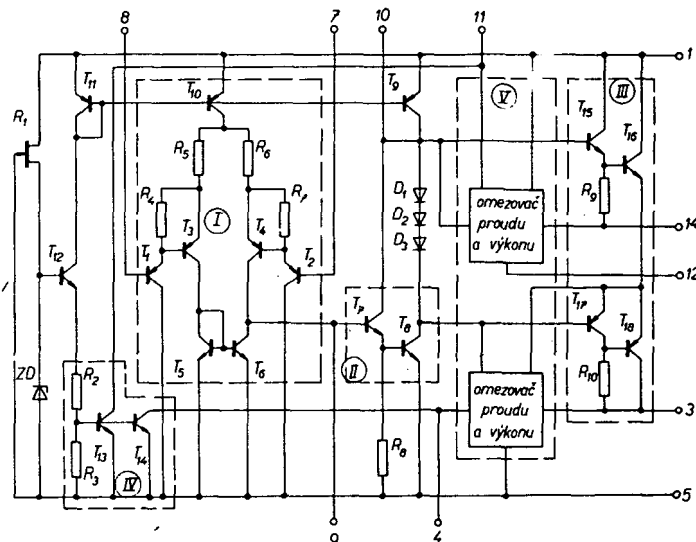 8
7
10
11
1
T11
T10
T9
V
III
T15
T16
R1
R5
R6
R4
R7
D1
D2
D3
R9
I
T3
T4
omezovač
proudu
a výkonu
14
12
T12
T1
T2
T7
T17
T18
ZD
T5
T6
T8
II
R10
R2
omezovač
proudu
a výkonu
3
R3
T13
T14
IV
R8
5
9
4